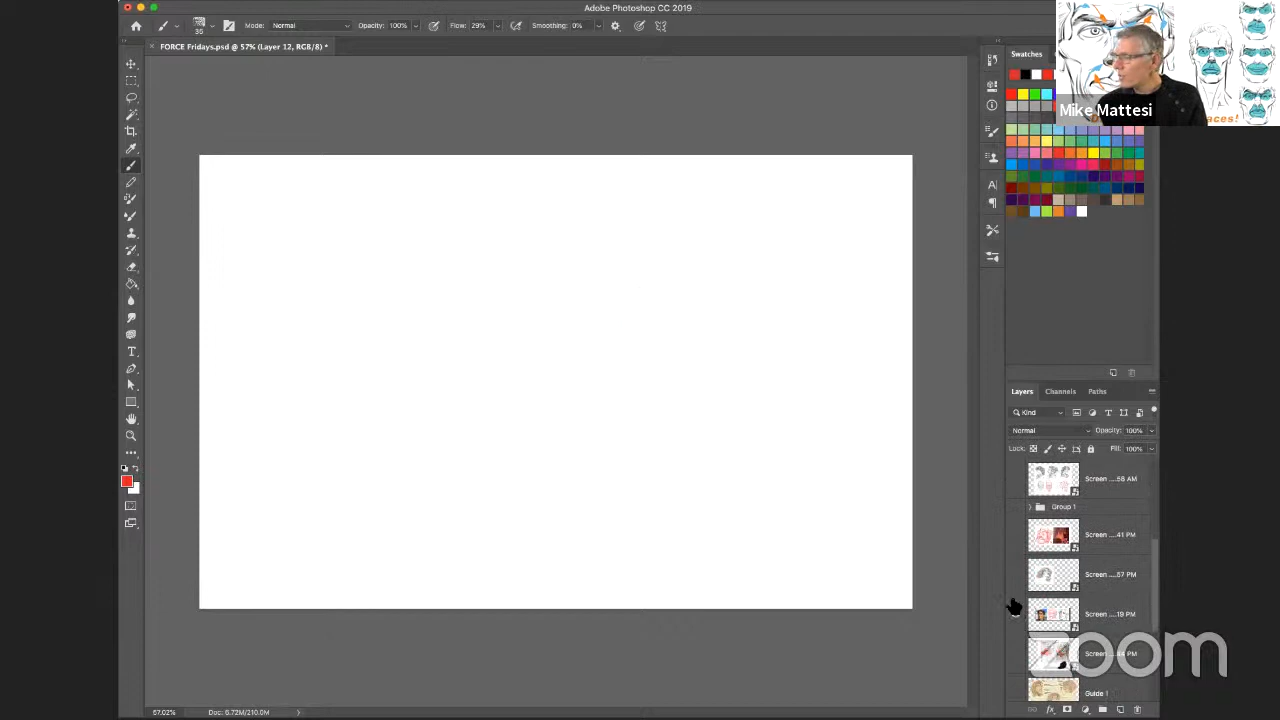 Adobe Photoshop CC 2019
35
Mode: Normal
Opacity: 100%
Flow: 29%
Smoothing: 0%
× FORCE Fridays.psd @ 57% (Layer 12, RGB/8) *
Swatches
Mike Mattesi
aces!
Layers Channels Paths
Kind
Normal
Opacity: 100%
Lock:
Fill: 100%
Screen ....58 AM
Group 1
Screen ....41 PM
Screen ....57 PM
Screen ....19 PM
zoom
Guide 1
57.02%
Doc: 5.72M/210.0M